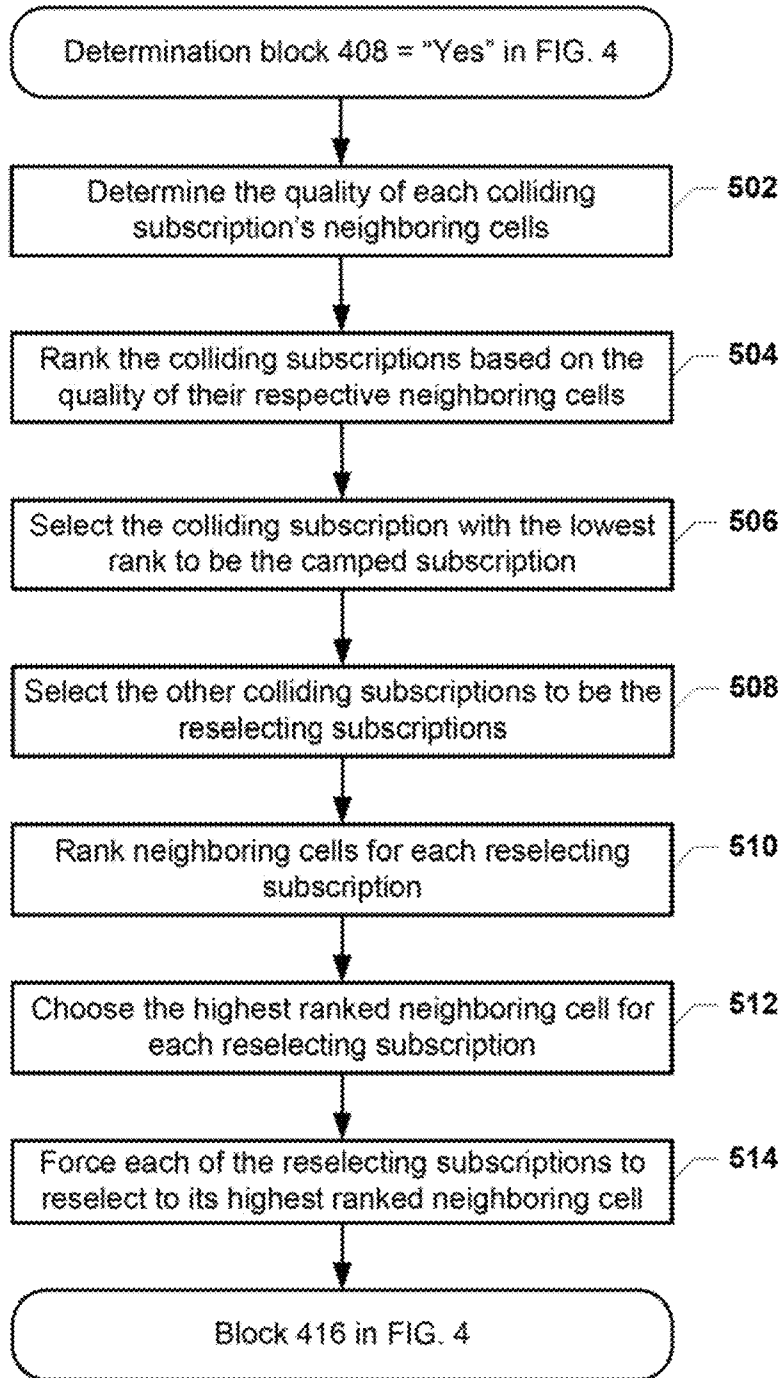 Determination block 408 = "Yes" in FIG. 4
Determine the quality of each colliding
subscription's neighboring cells
502
Rank the colliding subscriptions based on the
quality of their respective neighboring cells
504
Select the colliding subscription with the lowest
rank to be the camped subscription
506
Select the other colliding subscriptions to be the
reselecting subscriptions
508
Rank neighboring cells for each reselecting
subscription
510
Choose the highest ranked neighboring cell for
each reselecting subscription
512
Force each of the reselecting subscriptions to
reselect to its highest ranked neighboring cell
514
Block 416 in FIG. 4